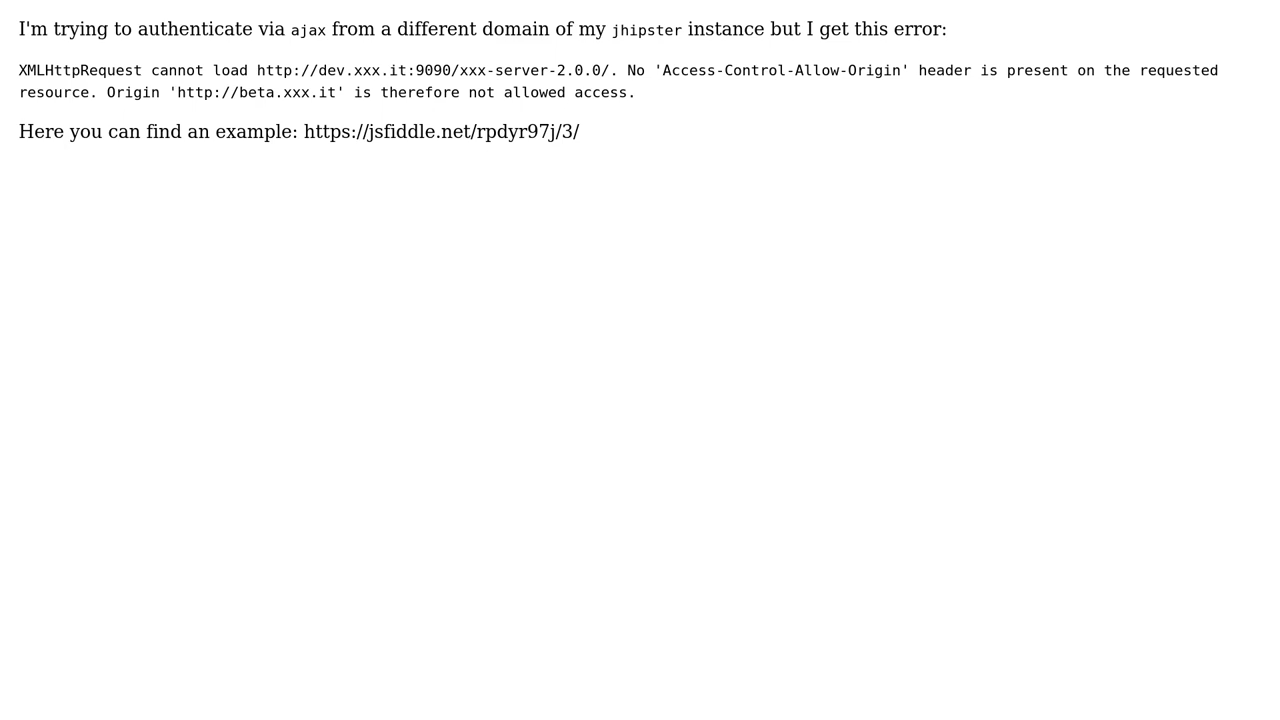 I'm trying to authenticate via ajax from a different domain of my jhipster instance but I get this error:
XMLHttpRequest cannot load http://dev.xxx.it:9090/xxx-server-2.0.0/. No 'Access-Control-Allow-Origin' header is present on the requested
resource. Origin 'http://beta.xxx.it' is therefore not allowed access.
Here you can find an example: https://jsfiddle.net/rpdyr97j/3/